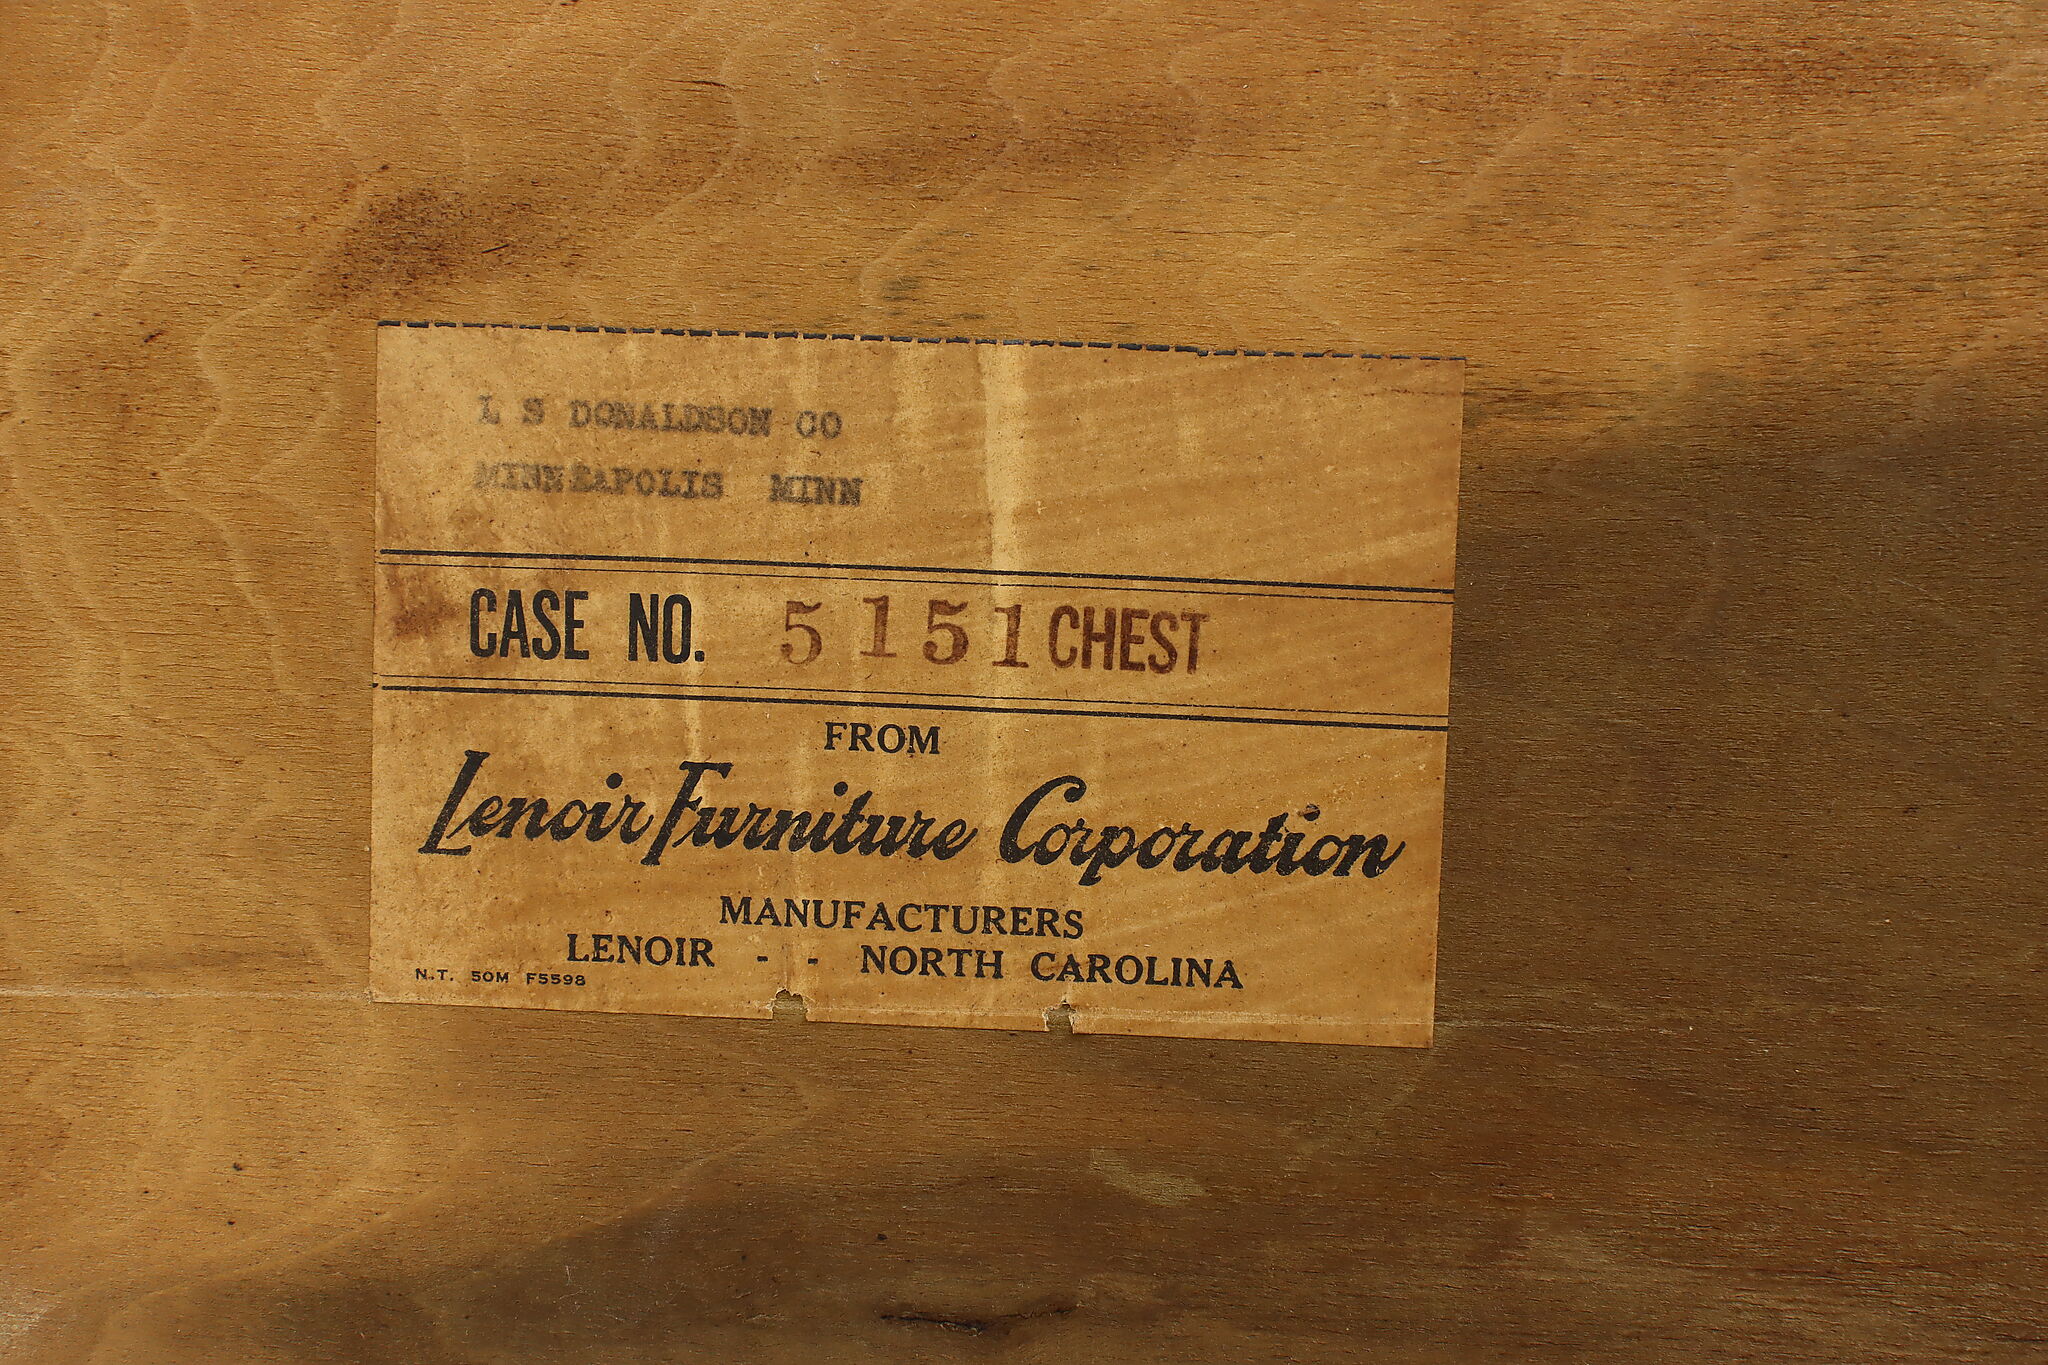 L S DONALDSON CO
MINNEAPOLIS MINN
CASE NO. 5151 CHEST
FROM
Lenoir Furniture Corporation
MANUFACTURERS
LENOIR - - NORTH CAROLINA
N.T. 50M F5598